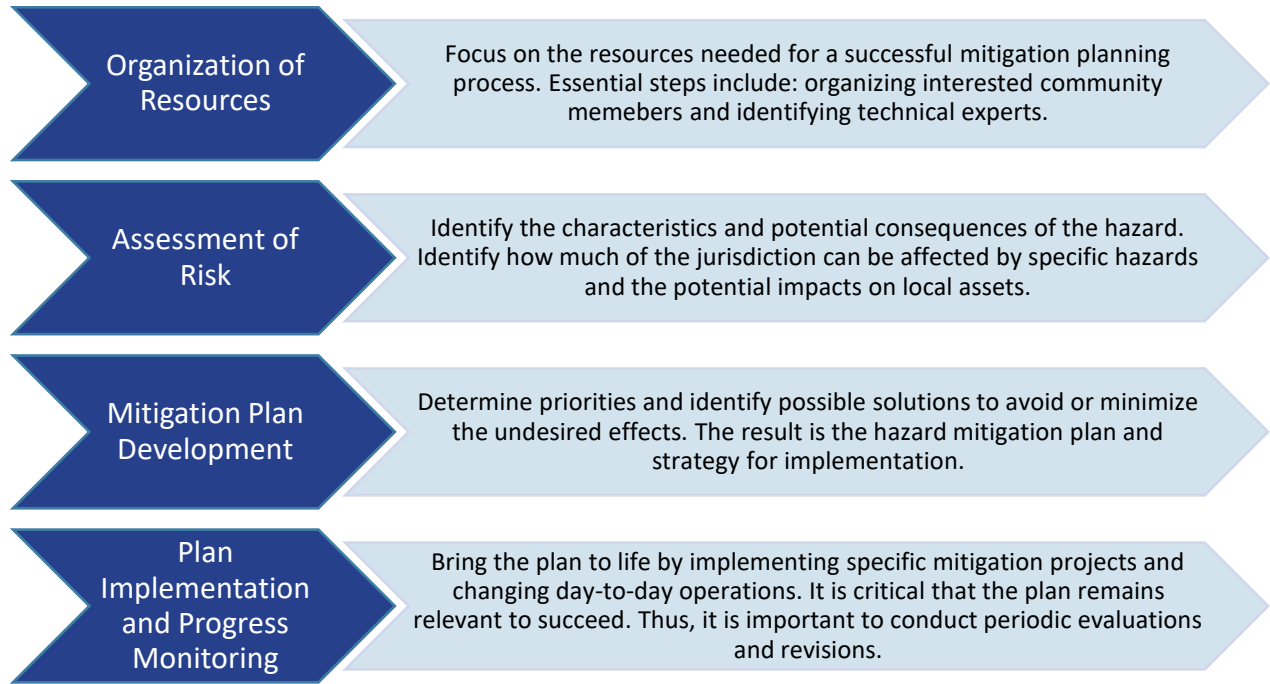 Organization of
Resources
Focus on the resources needed for a successful mitigation planning
process. Essential steps include: organizing interested community
memebers and identifying technical experts.
Assessment of
Risk
Identify the characteristics and potential consequences of the hazard.
Identify how much of the jurisdiction can be affected by specific hazards
and the potential impacts on local assets.
Mitigation Plan
Development
Determine priorities and identify possible solutions to avoid or minimize
the undesired effects. The result is the hazard mitigation plan and
strategy for implementation.
Plan
Implementation
and Progress
Monitoring
Bring the plan to life by implementing specific mitigation projects and
changing day-to-day operations. It is critical that the plan remains
relevant to succeed. Thus, it is important to conduct periodic evaluations
and revisions.